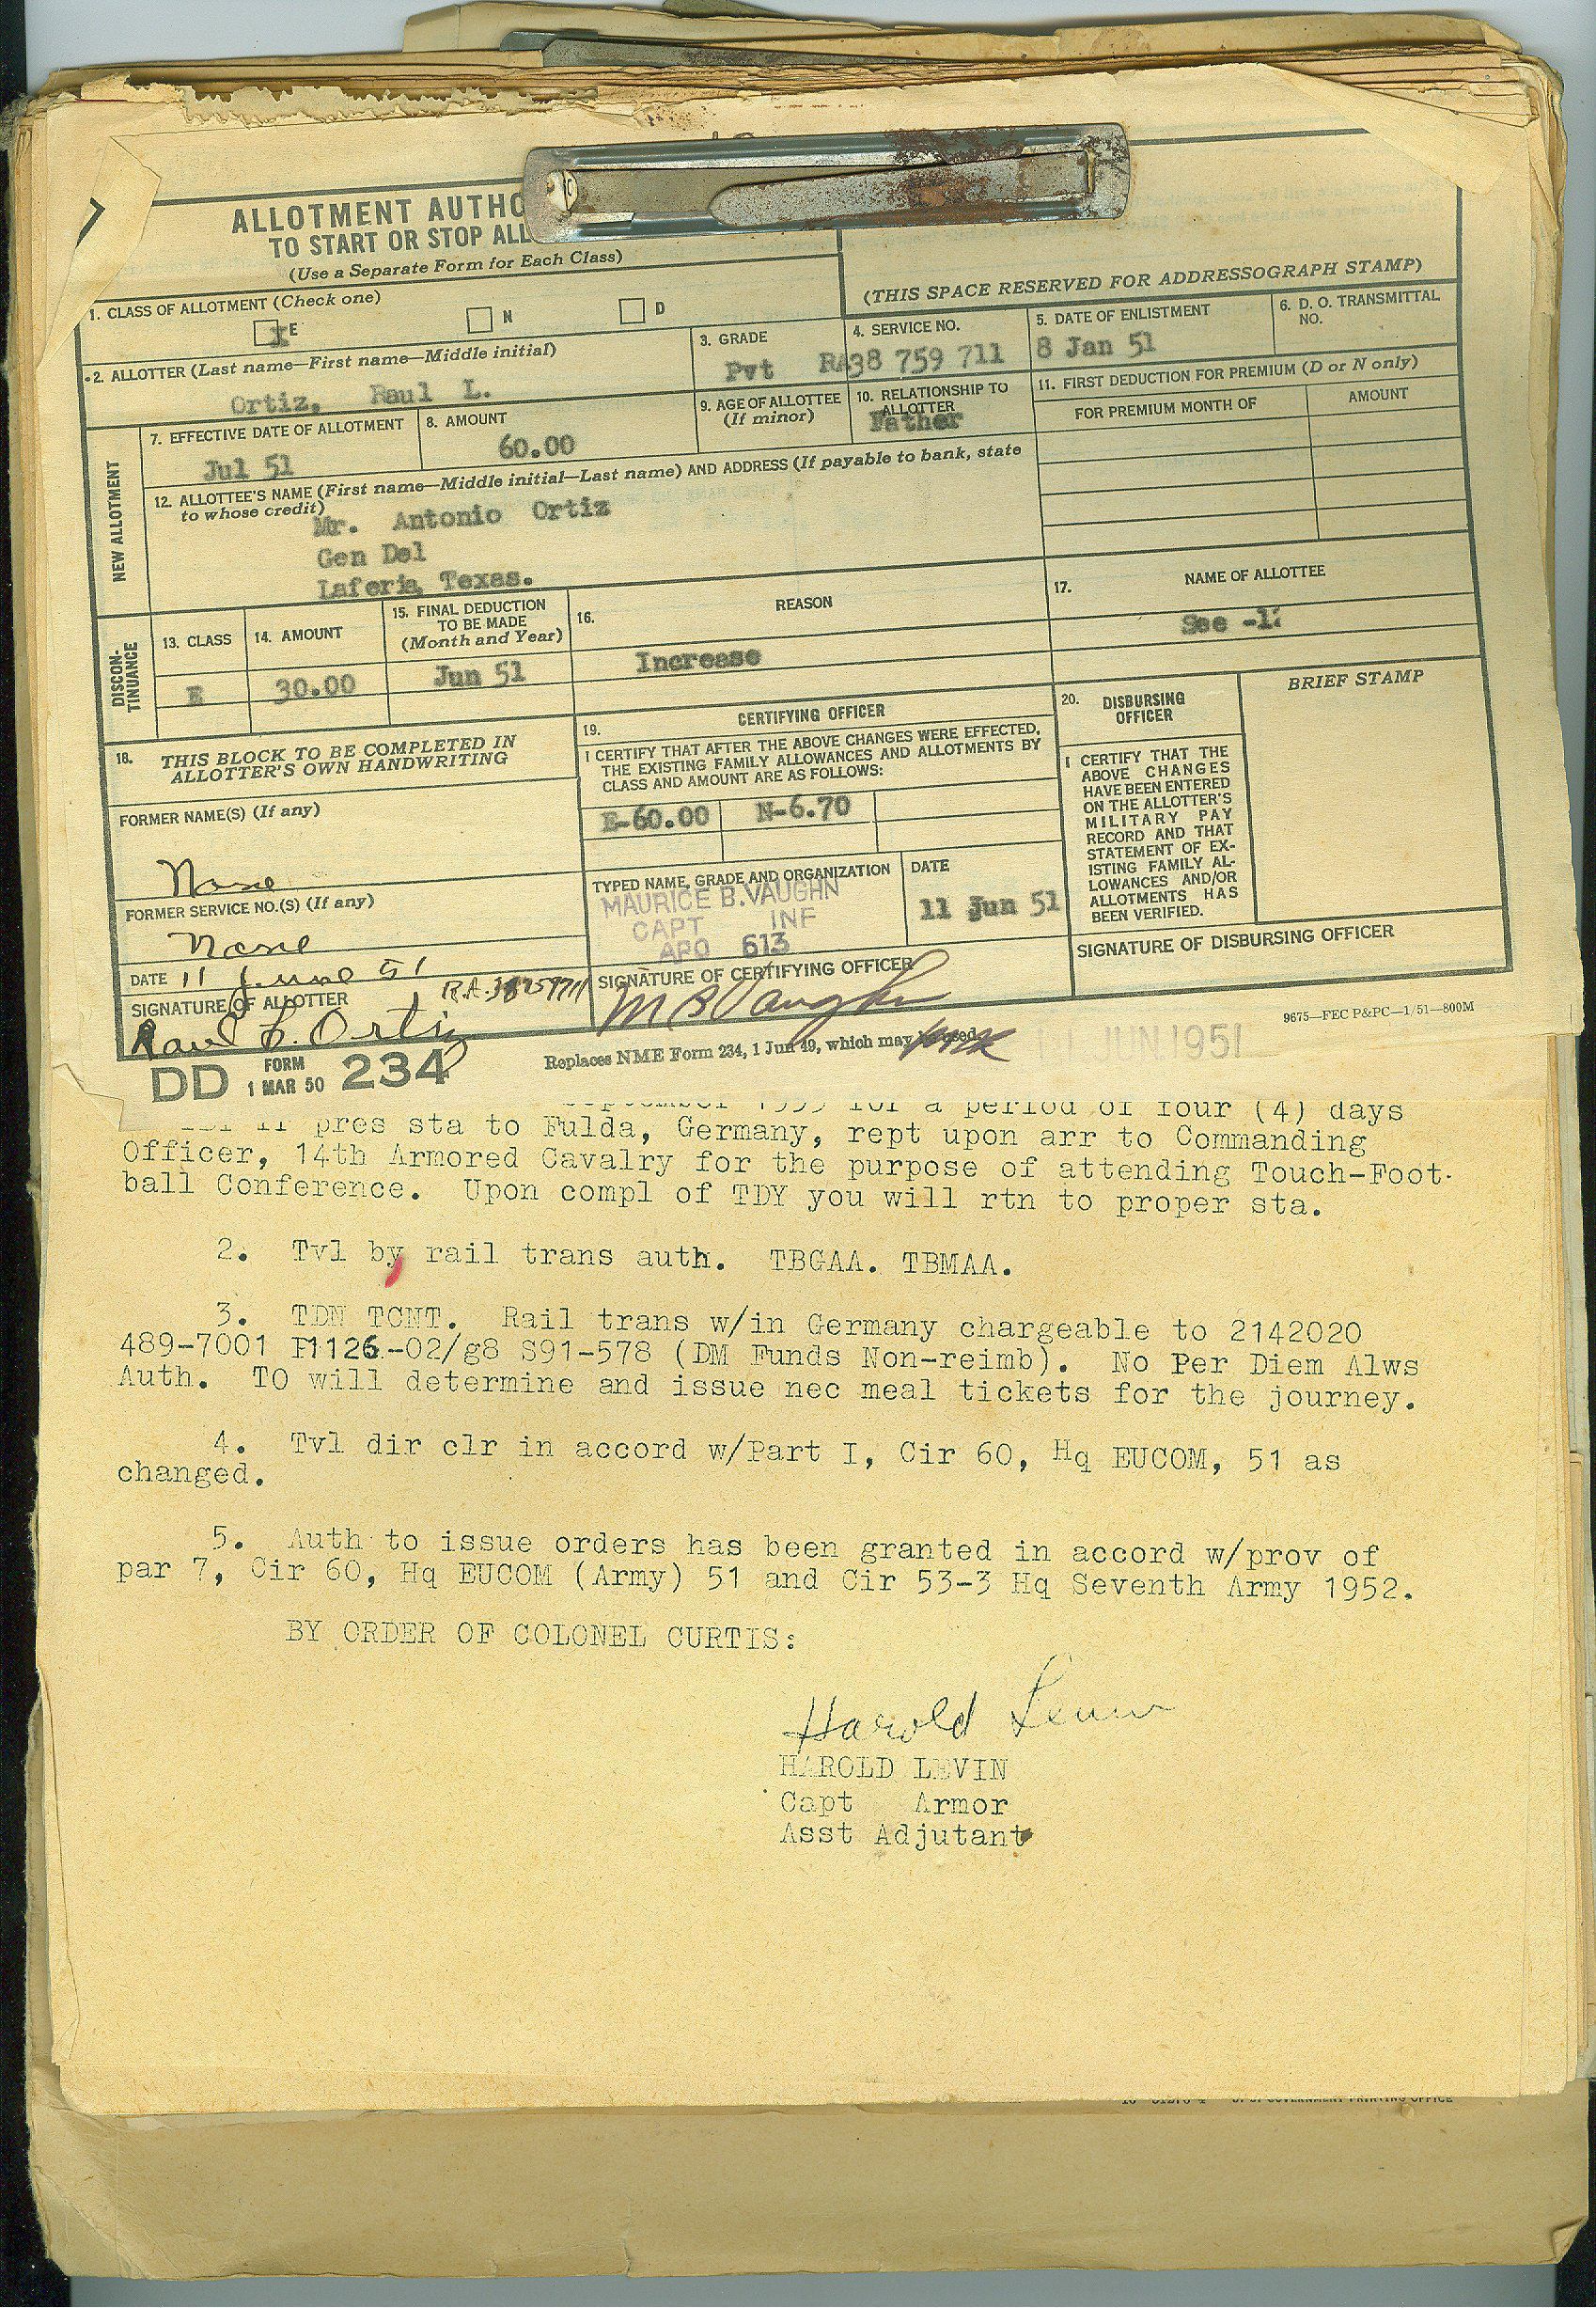 ALLOTMENT
TO START OR STOP
(Use a Separate Form for Each Class)
(THIS SPACE RESERVED FOR ADDRESSOGRAPH STAMP)
1. CLASS OF ALLOTMENT (Check one)
E N D
2. ALLOTTER (Last name—First name—Middle initial)
Ortiz, Raul L.
3. GRADE
Pvt
4. SERVICE NO.
RA38 759 711
5. DATE OF ENLISTMENT
8 Jan 51
6. D. O. TRANSMITTAL
NO.
NEW ALLOTMENT
7. EFFECTIVE DATE OF ALLOTMENT
Jul 51
8. AMOUNT
60.00
9. AGE OF ALLOTTEE
(If minor)
10. RELATIONSHIP TO
ALLOTTER
Father
11. FIRST DEDUCTION FOR PREMIUM (D or N only)
FOR PREMIUM MONTH OF
AMOUNT
12. ALLOTTEE'S NAME (First name—Middle initial—Last name) AND ADDRESS (If payable to bank, state
to whose credit)
Mr. Antonio Ortiz
Gen Del
Laferia, Texas.
DISCON-
TINUANCE
13. CLASS
E
14. AMOUNT
30.00
15. FINAL DEDUCTION
TO BE MADE
(Month and Year)
Jun 51
16. REASON
Increase
17. NAME OF ALLOTTEE
See
18. THIS BLOCK TO BE COMPLETED IN
ALLOTTER'S OWN HANDWRITING
FORMER NAME(S) (If any)
None
FORMER SERVICE NO.(S) (If any)
None
DATE 11 June 51
SIGNATURE OF ALLOTTER
Raul L. Ortiz
19. CERTIFYING OFFICER
I CERTIFY THAT AFTER THE ABOVE CHANGES WERE EFFECTED,
THE EXISTING FAMILY ALLOWANCES AND ALLOTMENTS BY
CLASS AND AMOUNT ARE AS FOLLOWS:
E-60.00 N-6.70
TYPED NAME, GRADE AND ORGANIZATION
MAURICE B. VAUGHN
CAPT INF
APO 613
DATE
11 Jun 51
SIGNATURE OF CERTIFYING OFFICER
M B Vaughn
20. DISBURSING
OFFICER
I CERTIFY THAT THE
ABOVE CHANGES
HAVE BEEN ENTERED
ON THE ALLOTTER'S
MILITARY PAY
RECORD AND THAT
STATEMENT OF EX-
ISTING FAMILY AL-
LOWANCES AND/OR
ALLOTMENTS HAS
BEEN VERIFIED.
BRIEF STAMP
SIGNATURE OF DISBURSING OFFICER
DD FORM 1 MAR 50 234
Replaces NME Form 234, 1 Jun 49, which may
JUN 1951
9675—FEC P&PC—1/51—800M
for a period of four (4) days
pres sta to Fulda, Germany, rept upon arr to Commanding
Officer, 14th Armored Cavalry for the purpose of attending Touch-Foot-
ball Conference. Upon compl of TDY you will rtn to proper sta.
2. Tvl by rail trans auth. TBGAA. TBMAA.
3. TDN TCNT. Rail trans w/in Germany chargeable to 2142020
489-7001 P1126-02/g8 S91-578 (DM Funds Non-reimb). No Per Diem Alws
Auth. TO will determine and issue nec meal tickets for the journey.
4. Tvl dir clr in accord w/Part I, Cir 60, Hq EUCOM, 51 as
changed.
5. Auth to issue orders has been granted in accord w/prov of
par 7, Cir 60, Hq EUCOM (Army) 51 and Cir 53-3 Hq Seventh Army 1952.
BY ORDER OF COLONEL CURTIS:
Harold Levin
HAROLD LEVIN
Capt Armor
Asst Adjutant